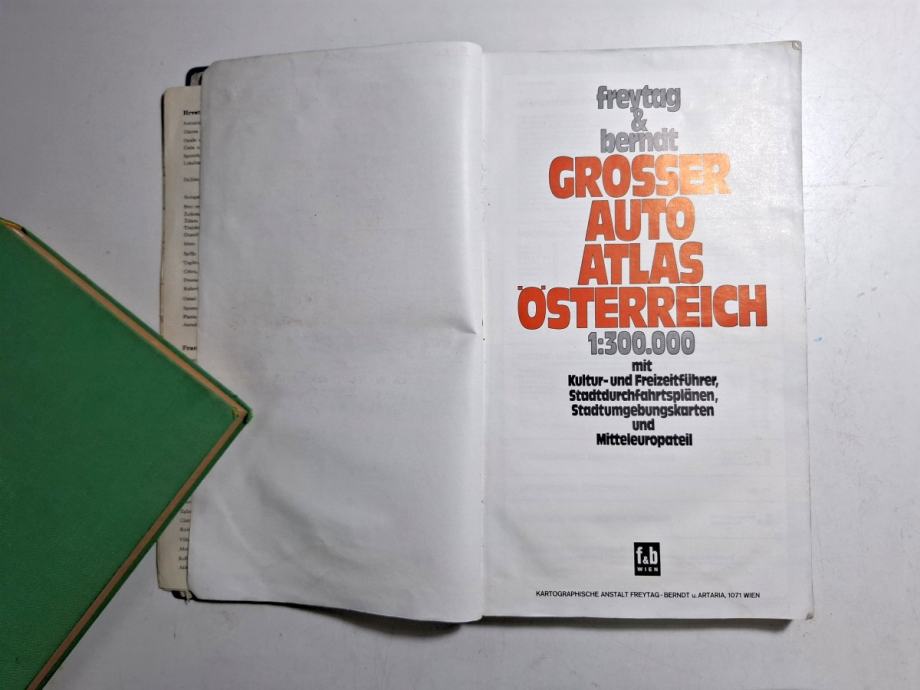 freytag
&
berndt
GROSSER
AUTO
ATLAS
ÖSTERREICH
1:300.000
mit
Kultur- und Freizeitführer,
Stadtdurchfahrtsplänen,
Stadtumgebungskarten
und
Mitteleuropateil
f&b
WIEN
KARTOGRAPHISCHE ANSTALT FREYTAG-BERNDT u. ARTARIA, 1071 WIEN